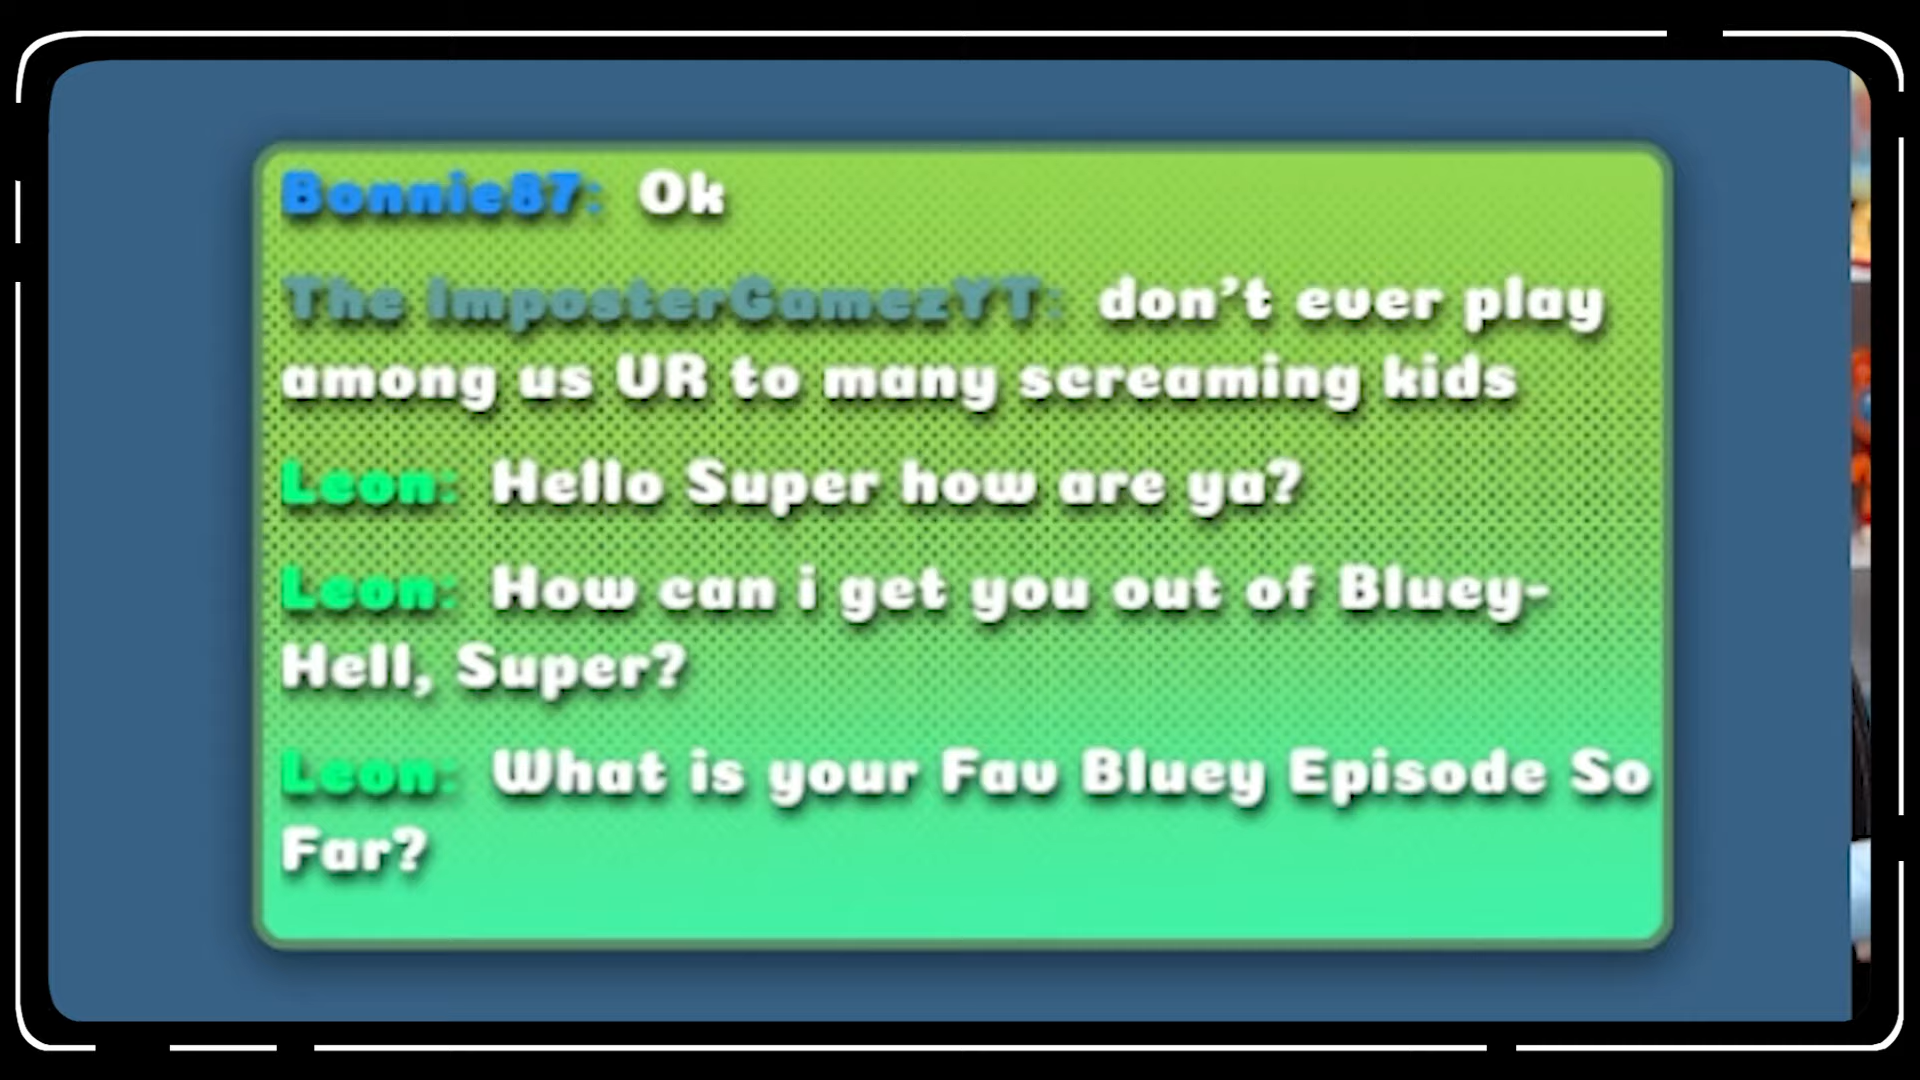 Bonnie87: Ok
The ImposterGamezYT: don't ever play
among us VR to many screaming kids
Leon: Hello Super how are ya?
Leon: How can i get you out of Bluey-
Hell, Super?
Leon: What is your Fav Bluey Episode So
Far?